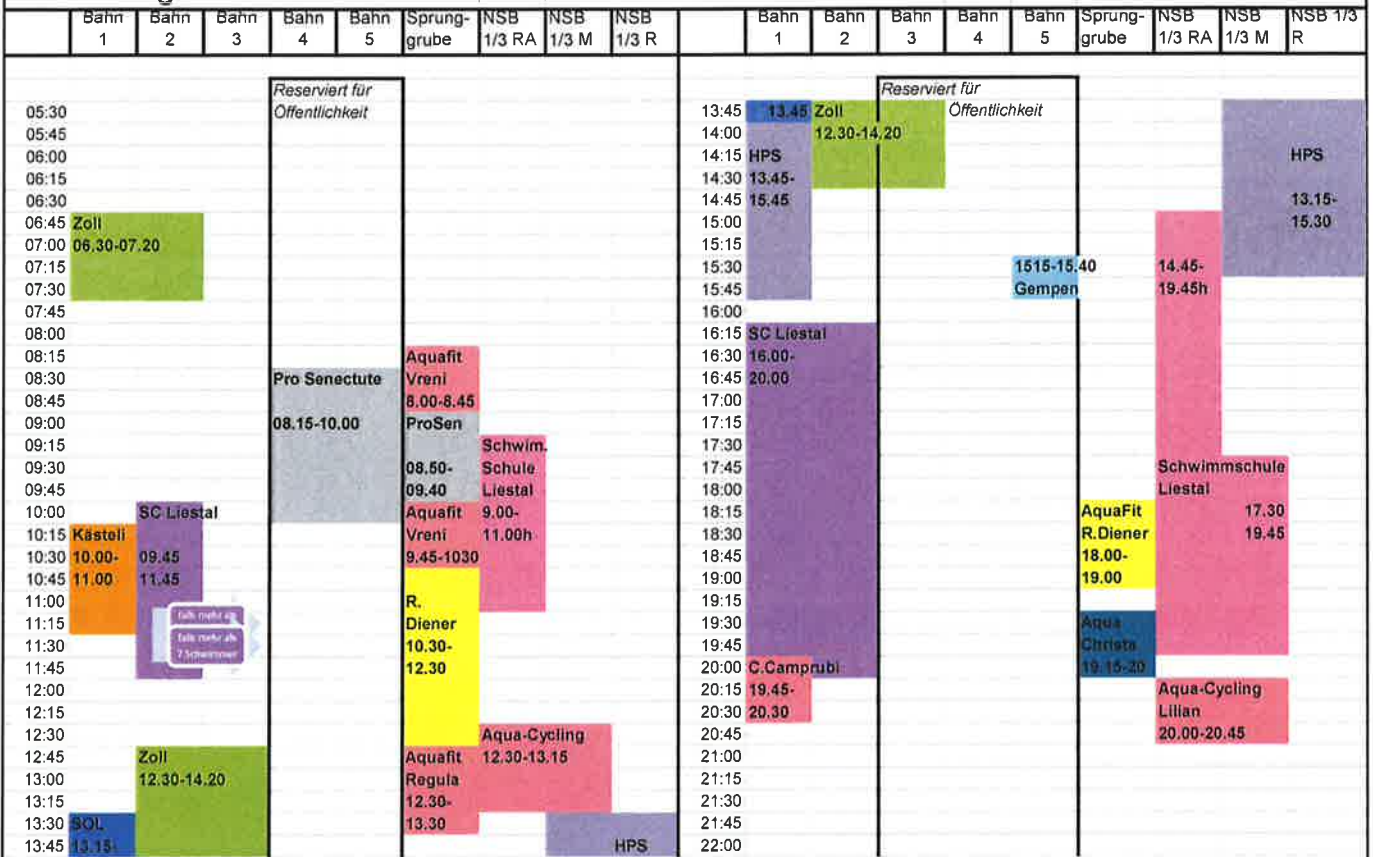 Bahn 1 Bahn 2 Bahn 3 Bahn 4 Bahn 5 Sprung-grube NSB 1/3 RA NSB 1/3 M NSB 1/3 R
Reserviert für
05:30 Öffentlichkeit
05:45
06:00
06:15
06:30
06:45 Zoll
07:00 06.30-07.20
07:15
07:30
07:45
08:00
08:15 Aquafit
08:30 Pro Senectute Vreni
08:45 8.00-8.45
09:00 08.15-10.00 ProSen
09:15 Schwim.
09:30 08.50- Schule
09:45 09.40 Liestal
10:00 SC Liestal Aquafit 9.00-
10:15 Kästeli Vreni 11.00h
10:30 10.00- 09.45 9.45-1030
10:45 11.00 11.45
11:00 falls mehr als R.
11:15 falls mehr als Diener
11:30 7 Schwimmer 10.30-
11:45 12.30
12:00
12:15
12:30 Aqua-Cycling
12:45 Zoll Aquafit 12.30-13.15
13:00 12.30-14.20 Regula
13:15 12.30-
13:30 SOL 13.30
13:45 13.15- HPS
Bahn 1 Bahn 2 Bahn 3 Bahn 4 Bahn 5 Sprung-grube NSB 1/3 RA NSB 1/3 M NSB 1/3 R
Reserviert für
13:45 13.45 Zoll Öffentlichkeit
14:00 12.30-14.20
14:15 HPS HPS
14:30 13.45-
14:45 15.45 13.15-
15:00 15.30
15:15
15:30 1515-15.40 14.45-
15:45 Gempen 19.45h
16:00
16:15 SC Liestal
16:30 16.00-
16:45 20.00
17:00
17:15
17:30
17:45 Schwimmschule
18:00 Liestal
18:15 AquaFit 17.30
18:30 R.Diener 19.45
18:45 18.00-
19:00 19.00
19:15
19:30 Aqua
19:45 Christa
20:00 C.Camprubi 19.15-20
20:15 19.45- Aqua-Cycling
20:30 20.30 Lilian
20:45 20.00-20.45
21:00
21:15
21:30
21:45
22:00